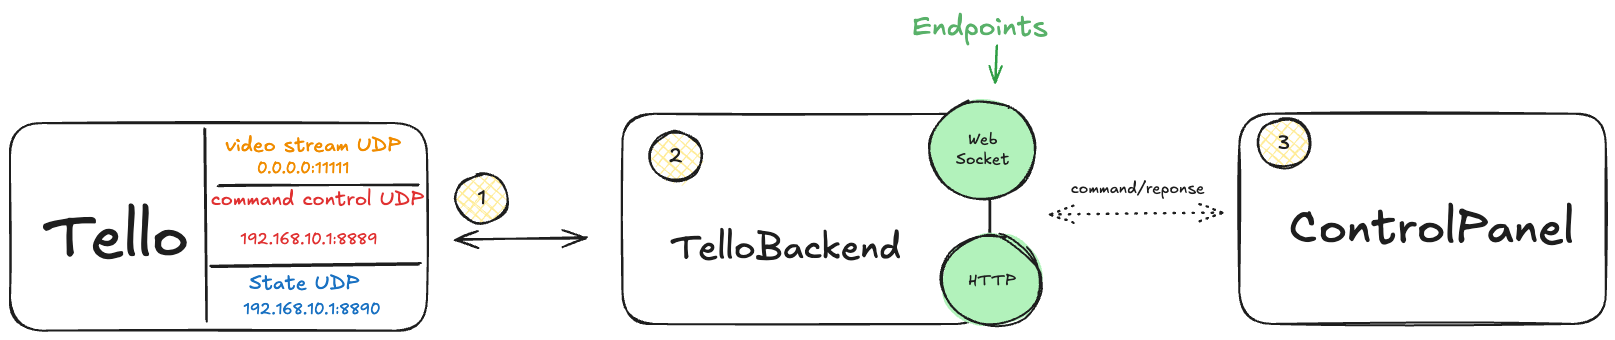 Endpoints
Tello
video stream UDP
0.0.0.0:11111
command control UDP
192.168.10.1:8889
State UDP
192.168.10.1:8890
1
2
TelloBackend
Web
Socket
HTTP
command/reponse
3
ControlPanel